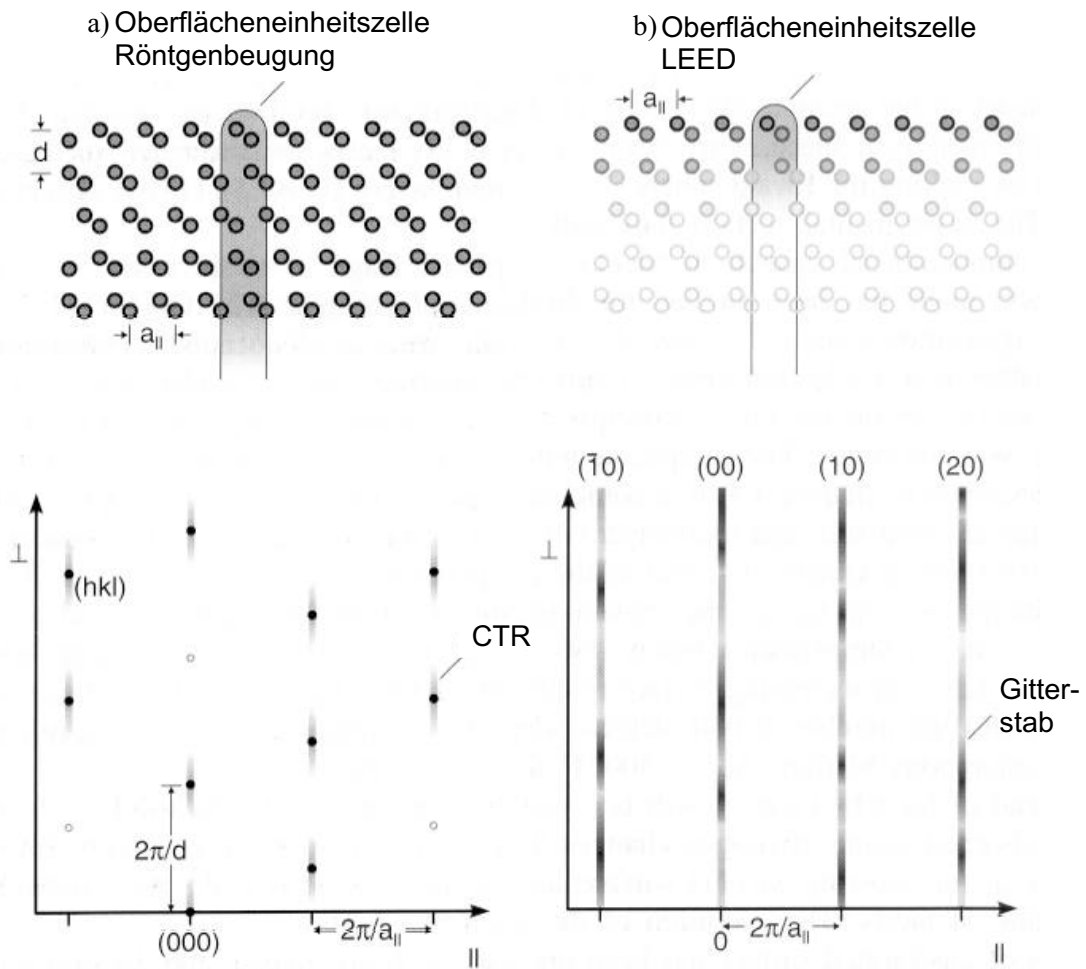 a) Oberflächeneinheitszelle
Röntgenbeugung
b) Oberflächeneinheitszelle
LEED
a||
d
a||
(1̄0)
(00)
(10)
(20)
⊥
(hkl)
CTR
2π/d
(000)
2π/a||
||
⊥
Gitter-
stab
0
2π/a||
||